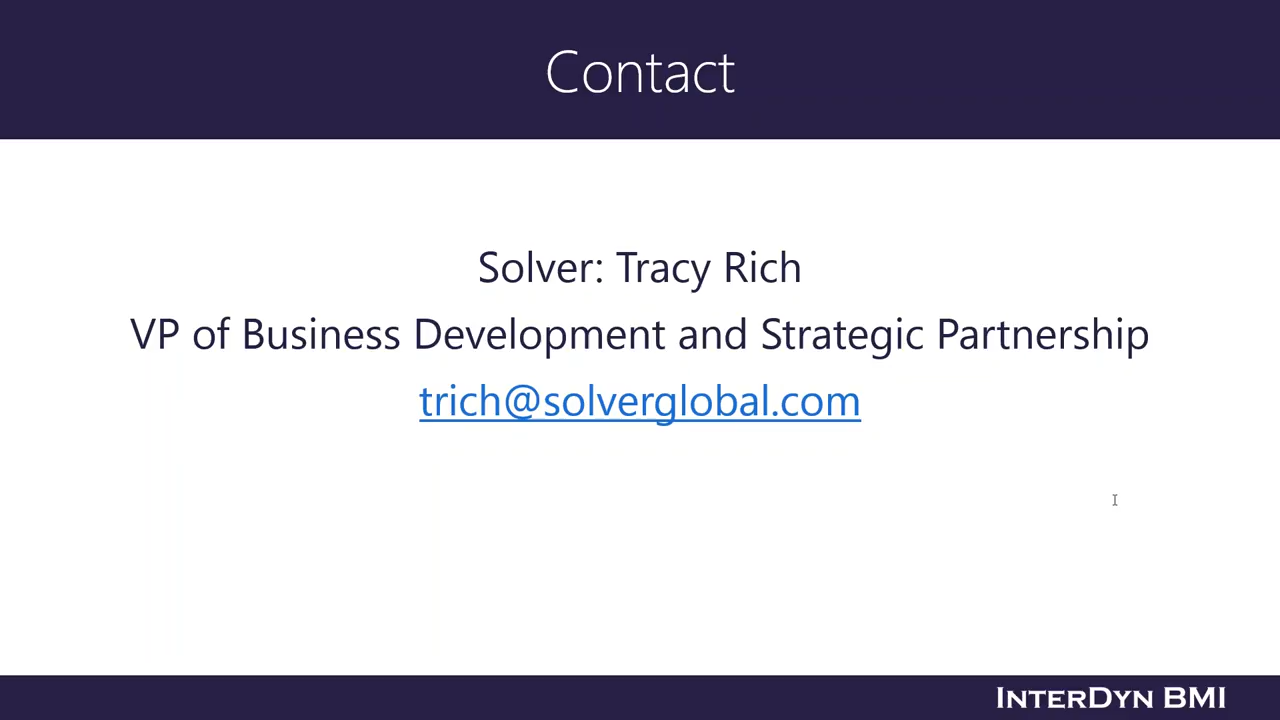 Contact
Solver: Tracy Rich
VP of Business Development and Strategic Partnership
trich@solverglobal.com
INTERDYN BMI